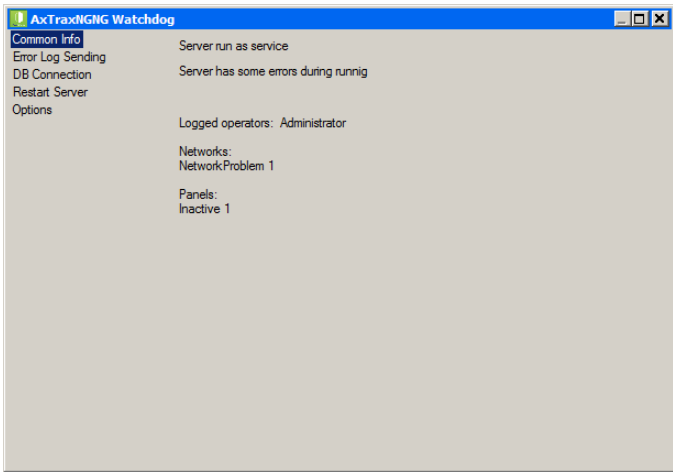 AxTraxNGNG Watchdog
Common Info
Error Log Sending
DB Connection
Restart Server
Options
Server run as service
Server has some errors during runnig
Logged operators: Administrator
Networks:
NetworkProblem 1
Panels:
Inactive 1